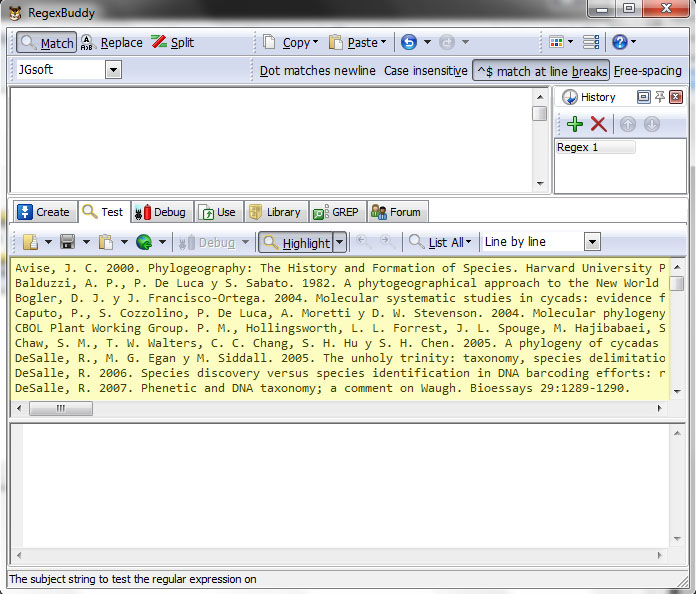 RegexBuddy
Match Replace Split Copy Paste
JGsoft Dot matches newline Case insensitive ^$ match at line breaks Free-spacing
History
Regex 1
Create Test Debug Use Library GREP Forum
Debug Highlight List All Line by line
Avise, J. C. 2000. Phylogeography: The History and Formation of Species. Harvard University P
Balduzzi, A. P., P. De Luca y S. Sabato. 1982. A phytogeographical approach to the New World
Bogler, D. J. y J. Francisco-Ortega. 2004. Molecular systematic studies in cycads: evidence f
Caputo, P., S. Cozzolino, P. De Luca, A. Moretti y D. W. Stevenson. 2004. Molecular phylogeny
CBOL Plant Working Group. P. M., Hollingsworth, L. L. Forrest, J. L. Spouge, M. Hajibabaei, S
Chaw, S. M., T. W. Walters, C. C. Chang, S. H. Hu y S. H. Chen. 2005. A phylogeny of cycadas
DeSalle, R., M. G. Egan y M. Siddall. 2005. The unholy trinity: taxonomy, species delimitatio
DeSalle, R. 2006. Species discovery versus species identification in DNA barcoding efforts: r
DeSalle, R. 2007. Phenetic and DNA taxonomy; a comment on Waugh. Bioessays 29:1289-1290.
The subject string to test the regular expression on